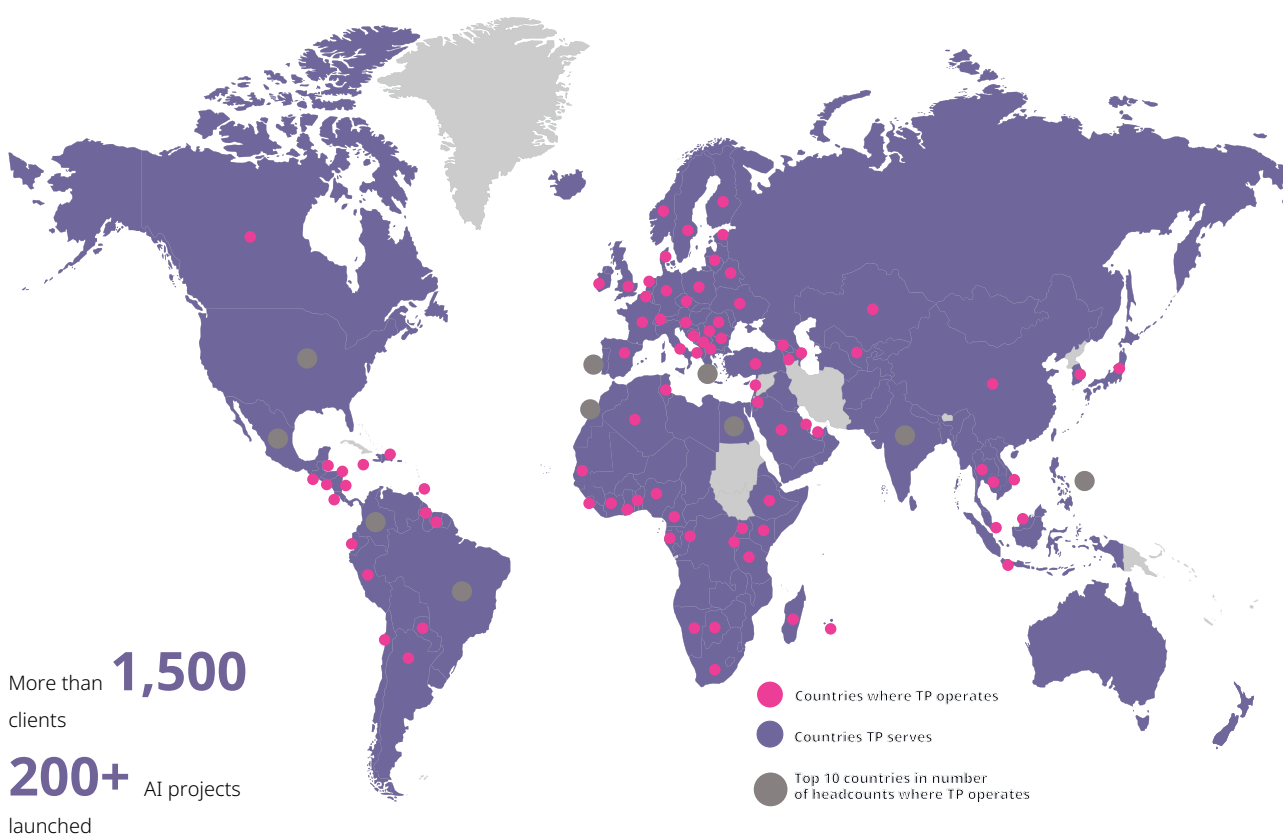 More than 1,500
clients
200+ AI projects
launched
Countries where TP operates
Countries TP serves
Top 10 countries in number
of headcounts where TP operates